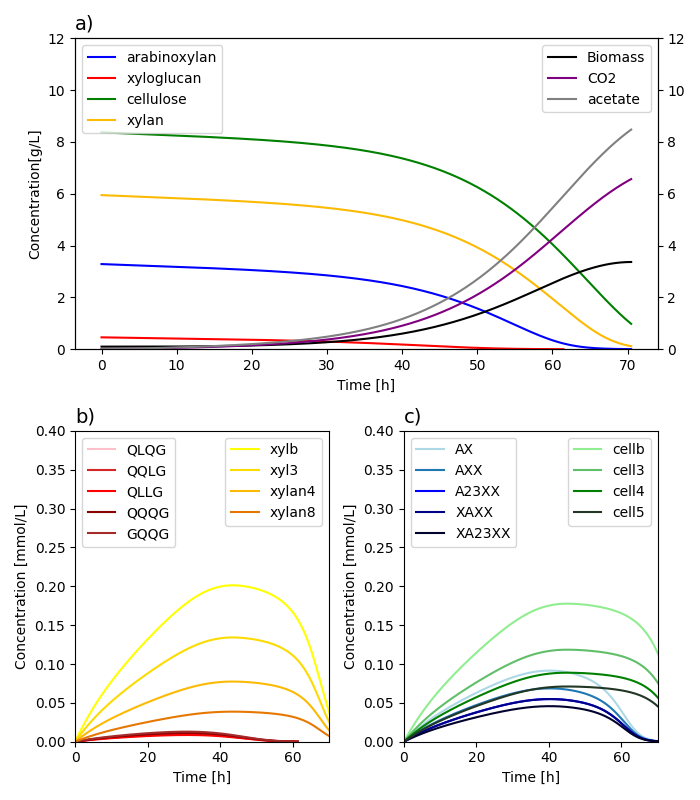 a)
12
10
8
6
4
2
0
12
10
8
6
4
2
0
Concentration[g/L]
arabinoxylan
xyloglucan
cellulose
xylan
Biomass
CO2
acetate
0 10 20 30 40 50 60 70
Time [h]
b)
0.40
0.35
0.30
0.25
0.20
0.15
0.10
0.05
0.00
Concentration [mmol/L]
QLQG
QQLG
QLLG
QQQG
GQQG
xylb
xyl3
xylan4
xylan8
0 20 40 60
Time [h]
c)
0.40
0.35
0.30
0.25
0.20
0.15
0.10
0.05
0.00
Concentration [mmol/L]
AX
AXX
A23XX
XAXX
XA23XX
cellb
cell3
cell4
cell5
0 20 40 60
Time [h]